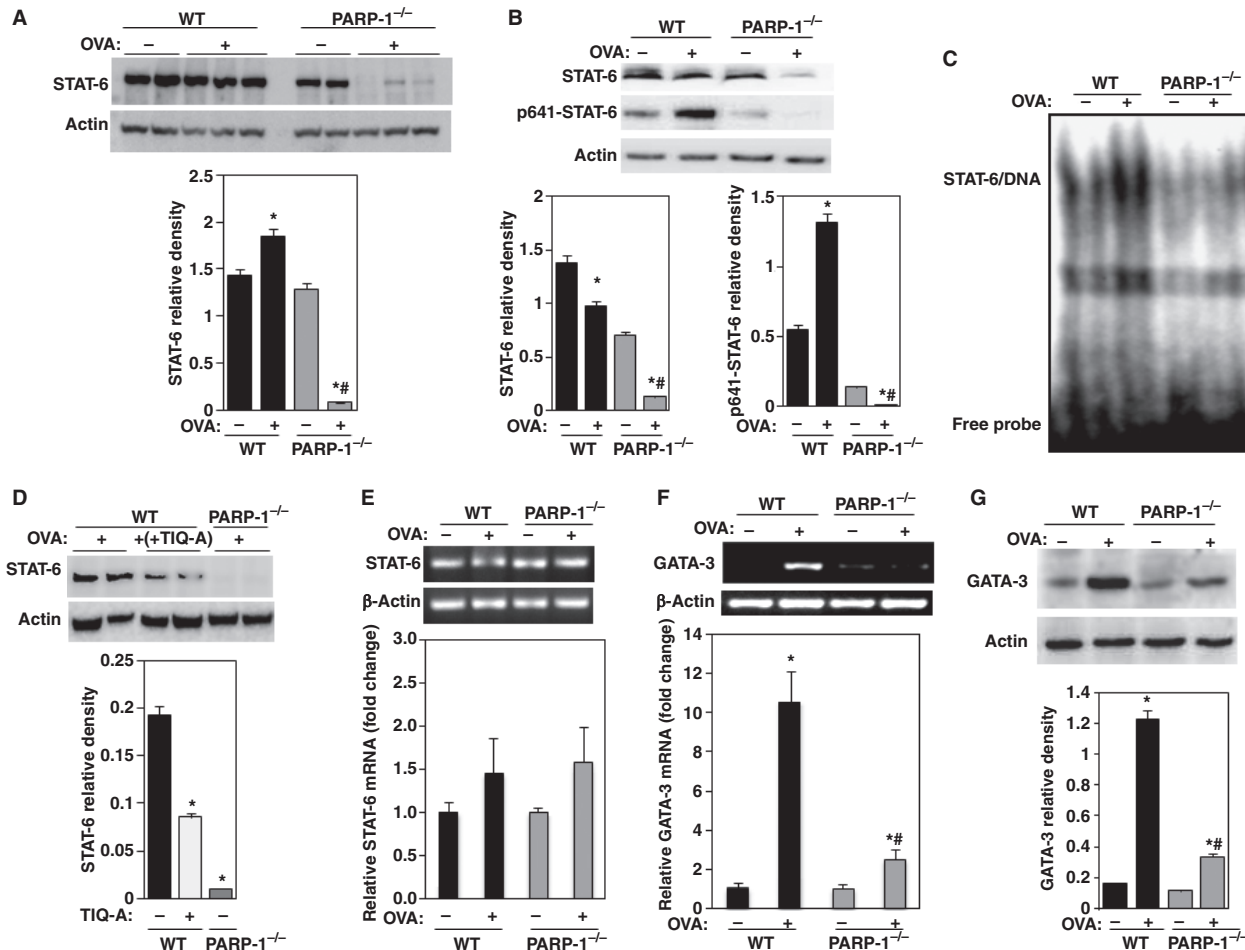 A
WT PARP-1−/−
OVA: – + – +
STAT-6
Actin
STAT-6 relative density
2.5
2
1.5
1
0.5
0
*
*#
OVA: – + – +
WT PARP-1−/−
B
WT PARP-1−/−
OVA: – + – +
STAT-6
p641-STAT-6
Actin
STAT-6 relative density
2
1.5
1
0.5
0
*
*#
OVA: – + – +
WT PARP-1−/−
p641-STAT-6 relative density
1.5
1
0.5
0
*
*#
– + – +
WT PARP-1−/−
C
WT PARP-1−/−
OVA: – + – +
STAT-6/DNA
Free probe
D
WT PARP-1−/−
OVA: + +(+TIQ-A) +
STAT-6
Actin
STAT-6 relative density
0.25
0.2
0.15
0.1
0.05
0
*
*
TIQ-A: – + –
WT PARP-1−/−
E
WT PARP-1−/−
OVA: – + – +
STAT-6
β-Actin
Relative STAT-6 mRNA (fold change)
3.0
2.5
2.0
1.5
1.0
0.5
0.0
OVA: – + – +
WT PARP-1−/−
F
WT PARP-1−/−
OVA: – + – +
GATA-3
β-Actin
Relative GATA-3 mRNA (fold change)
14
12
10
8
6
4
2
0
*
*#
OVA: – + – +
WT PARP-1−/−
G
WT PARP-1−/−
OVA: – + – +
GATA-3
Actin
GATA-3 relative density
1.4
1.2
1.0
0.8
0.6
0.4
0.2
0
*
*#
OVA: – + – +
WT PARP-1−/−